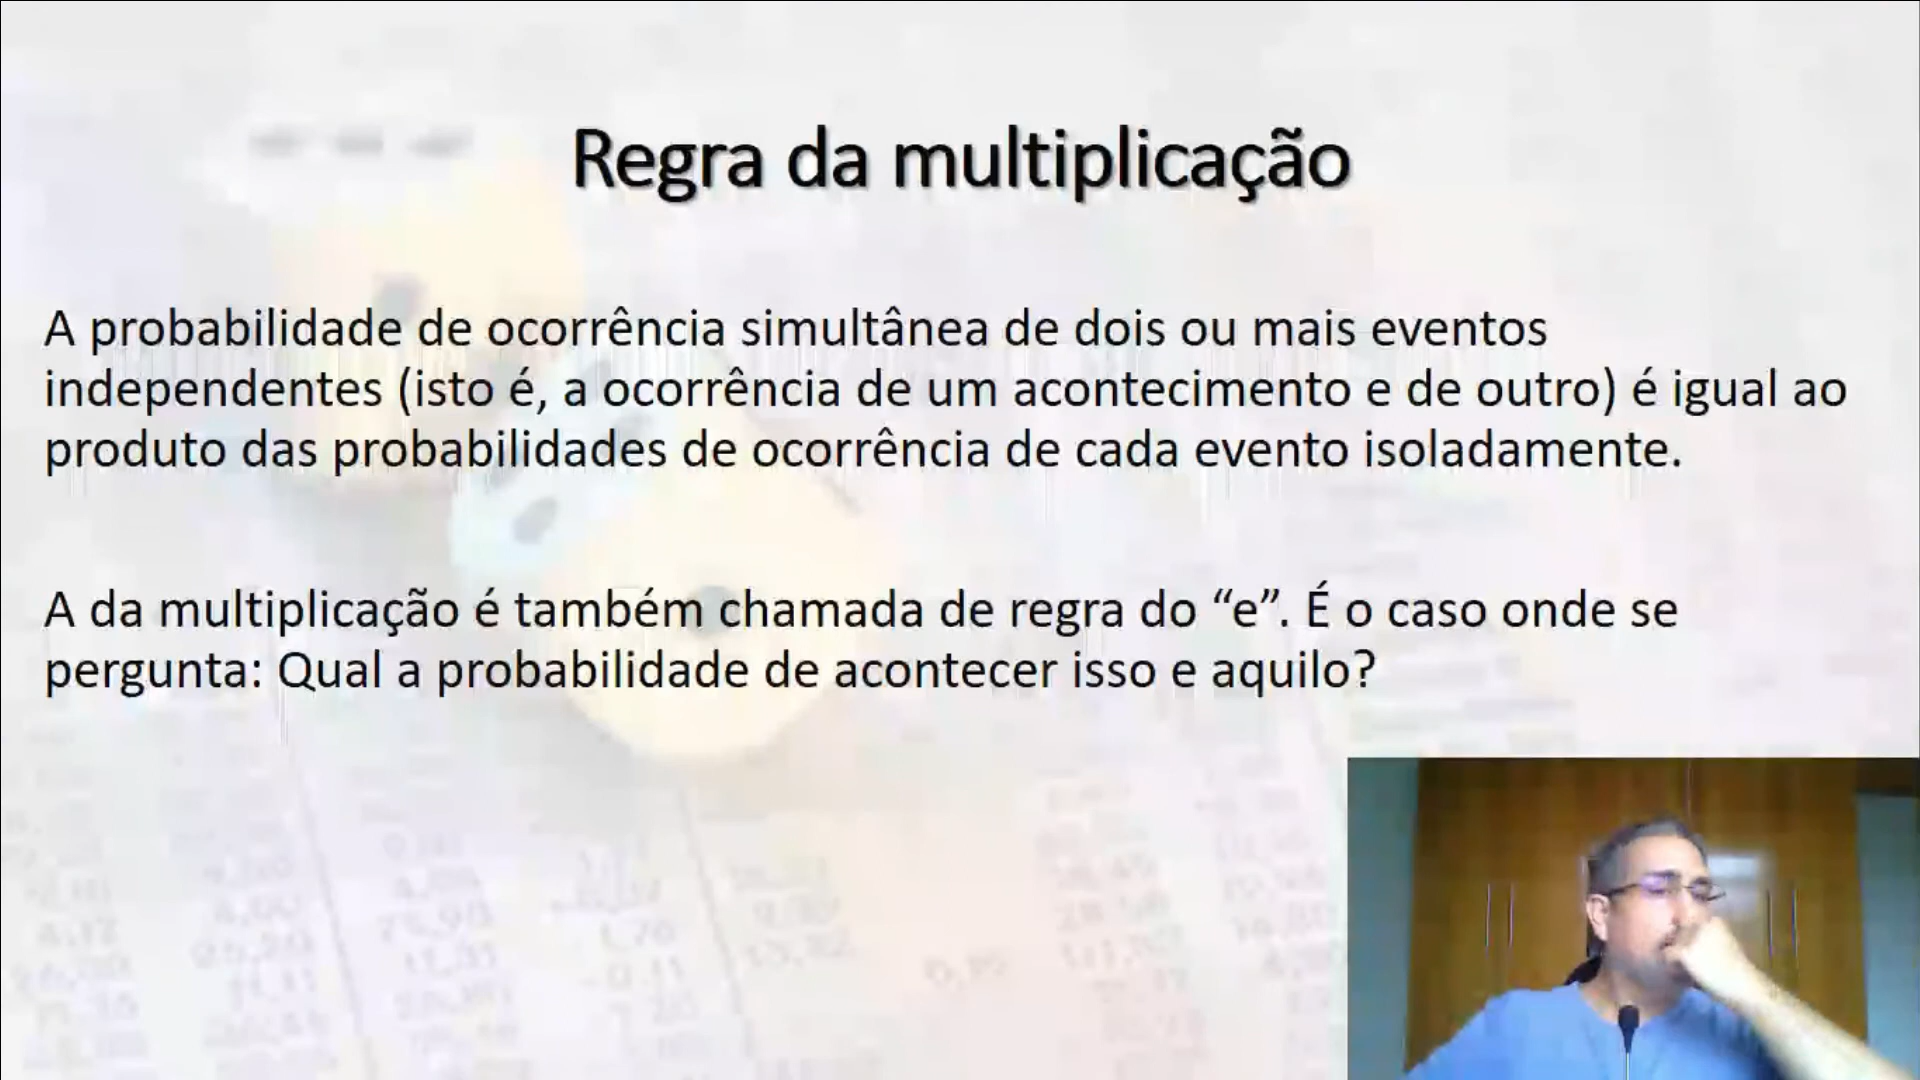 Regra da multiplicação
A probabilidade de ocorrência simultânea de dois ou mais eventos
independentes (isto é, a ocorrência de um acontecimento e de outro) é igual ao
produto das probabilidades de ocorrência de cada evento isoladamente.
A da multiplicação é também chamada de regra do “e”. É o caso onde se
pergunta: Qual a probabilidade de acontecer isso e aquilo?